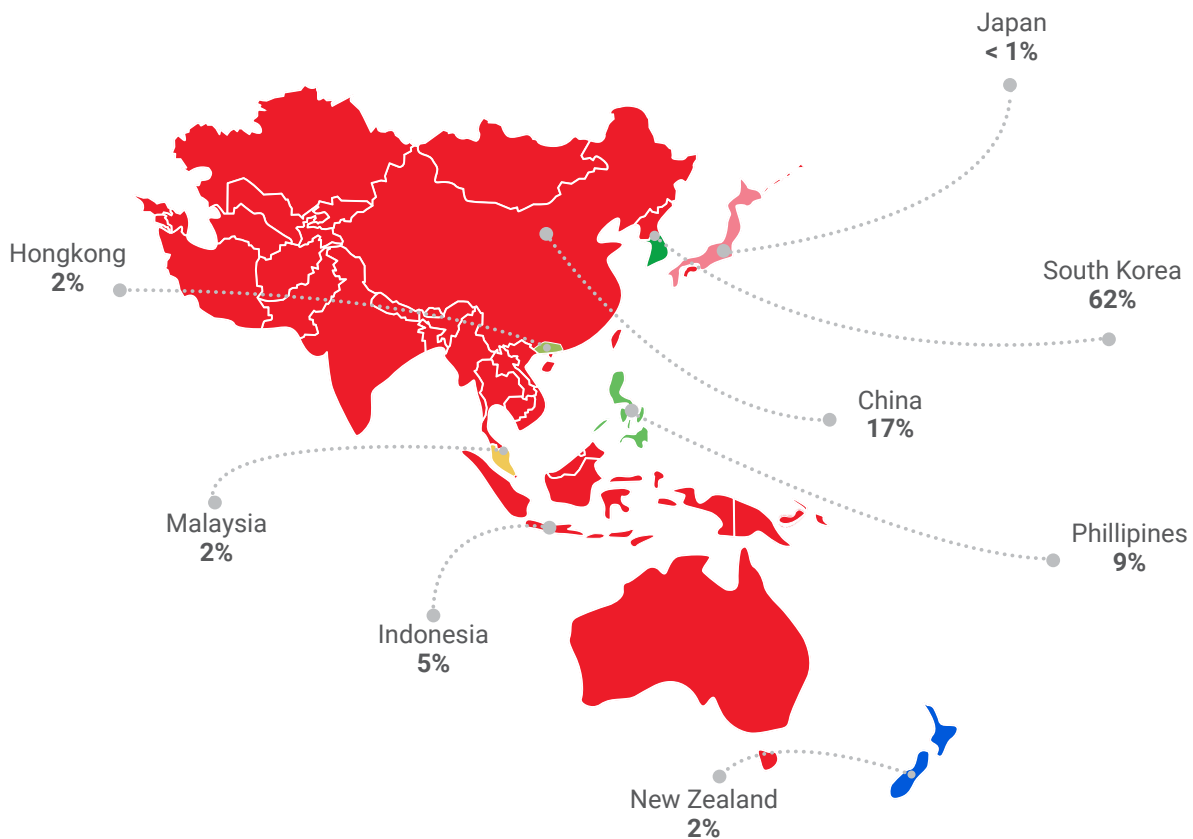 Japan
< 1%
Hongkong
2%
South Korea
62%
China
17%
Malaysia
2%
Phillipines
9%
Indonesia
5%
New Zealand
2%